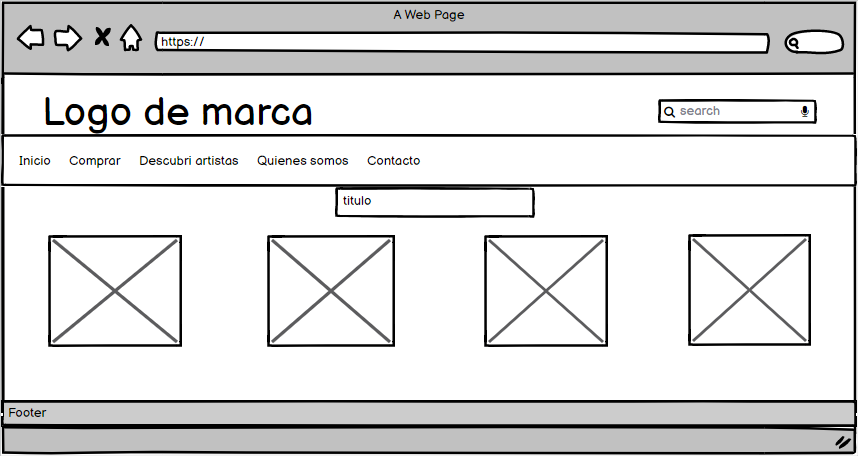 A Web Page
https://
Logo de marca
search
Inicio Comprar Descubri artistas Quienes somos Contacto
titulo
Footer